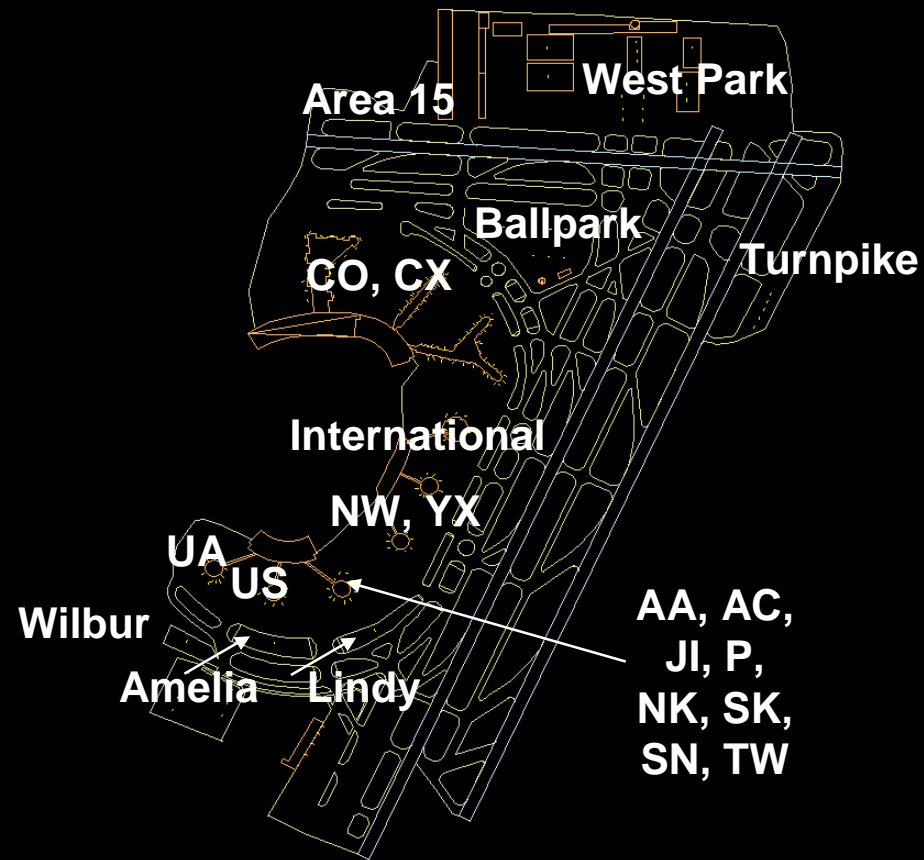 West Park
Area 15
Ballpark
Turnpike
CO, CX
International
NW, YX
UA
US
Wilbur
Amelia
Lindy
AA, AC,
JI, P,
NK, SK,
SN, TW